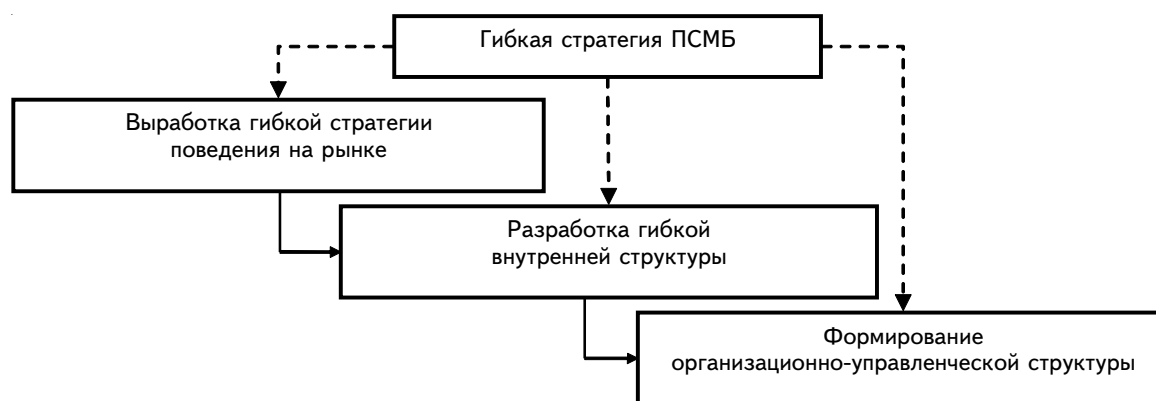 Гибкая стратегия ПСМБ
Выработка гибкой стратегии
поведения на рынке
Разработка гибкой
внутренней структуры
Формирование
организационно-управленческой структуры